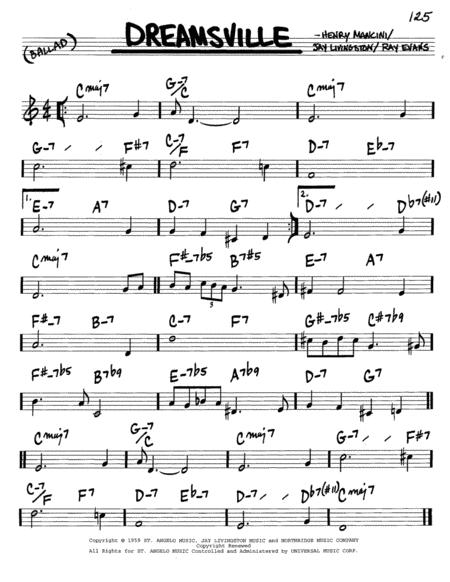 125
(BALLAD)
DREAMSVILLE
-HENRY MANCINI/
JAY LIVINGSTON/ RAY EVANS
Cmaj7 G-7/C Cmaj7
G-7 / F#7 C-7/F F7 D-7 Eb-7
1. E-7 A7 D-7 G7 2. D-7 / / Db7(#11)
Cmaj7 F#-7b5 B7#5 E-7 A7
3
F#-7 B-7 C-7 F7 G#-7b5 C#7b9
F#-7b5 B7b9 E-7b5 A7b9 D-7 G7
Cmaj7 G-7/C Cmaj7 G-7 / F#7
C-7/F F7 D-7 Eb-7 D-7 / / Db7(#11) Cmaj7
Copyright © 1959 ST. ANGELO MUSIC, JAY LIVINGSTON MUSIC and NORTHRIDGE MUSIC COMPANY
Copyright Renewed
All Rights for ST. ANGELO MUSIC Controlled and Administered by UNIVERSAL MUSIC CORP.